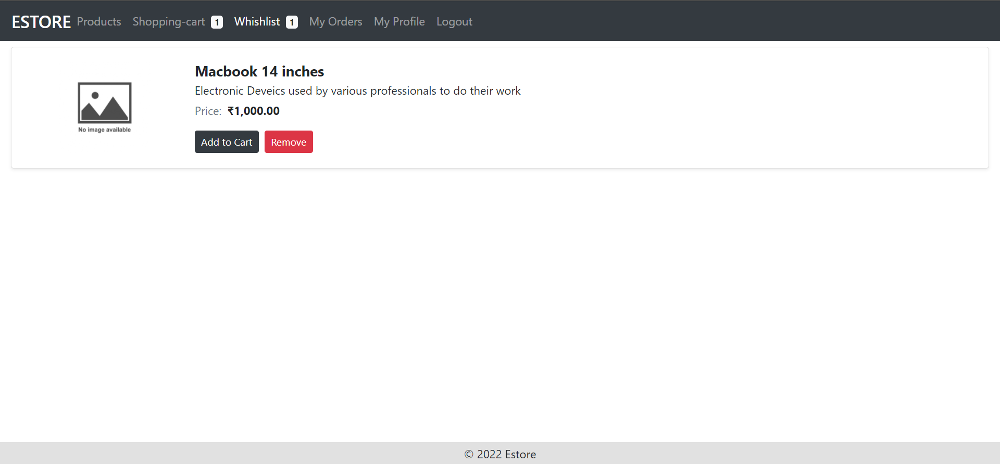 ESTORE Products Shopping-cart 1 Whishlist 1 My Orders My Profile Logout
Macbook 14 inches
Electronic Deveics used by various professionals to do their work
Price: ₹1,000.00
No image available
Add to Cart Remove
© 2022 Estore